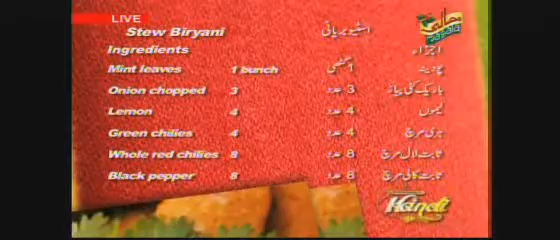 LIVE
Stew Biryani اسٹیو بریانی
Ingredients اجزاء
Mint leaves 1 bunch 1 گٹھی پودینہ
Onion chopped 3 3 عدد باریک کٹی پیاز
Lemon 4 4 عدد لیموں
Green chilies 4 4 عدد ہری مرچ
Whole red chilies 8 8 عدد ثابت لال مرچ
Black pepper 8 8 عدد ثابت کالی مرچ